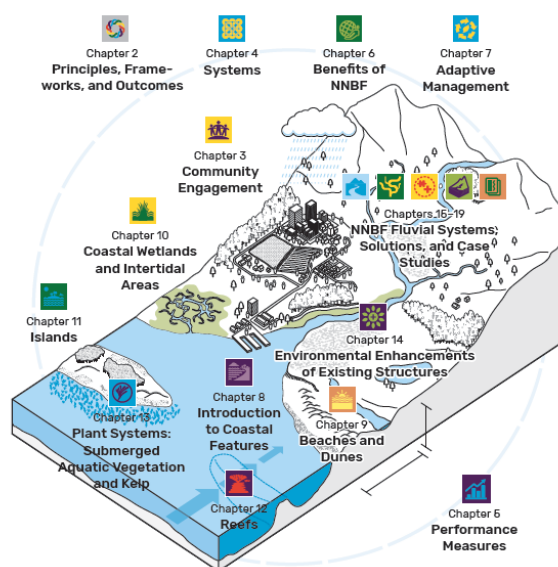 Chapter 2
Principles, Frame-
works, and Outcomes
Chapter 4
Systems
Chapter 6
Benefits of
NNBF
Chapter 7
Adaptive
Management
Chapter 3
Community
Engagement
Chapters 15-19
NNBF Fluvial Systems,
Solutions, and Case
Studies
Chapter 10
Coastal Wetlands
and Intertidal
Areas
Chapter 11
Islands
Chapter 14
Environmental Enhancements
of Existing Structures
Chapter 8
Introduction
to Coastal
Features
Chapter 9
Beaches and
Dunes
Chapter 13
Plant Systems:
Submerged
Aquatic Vegetation
and Kelp
Chapter 12
Reefs
Chapter 5
Performance
Measures